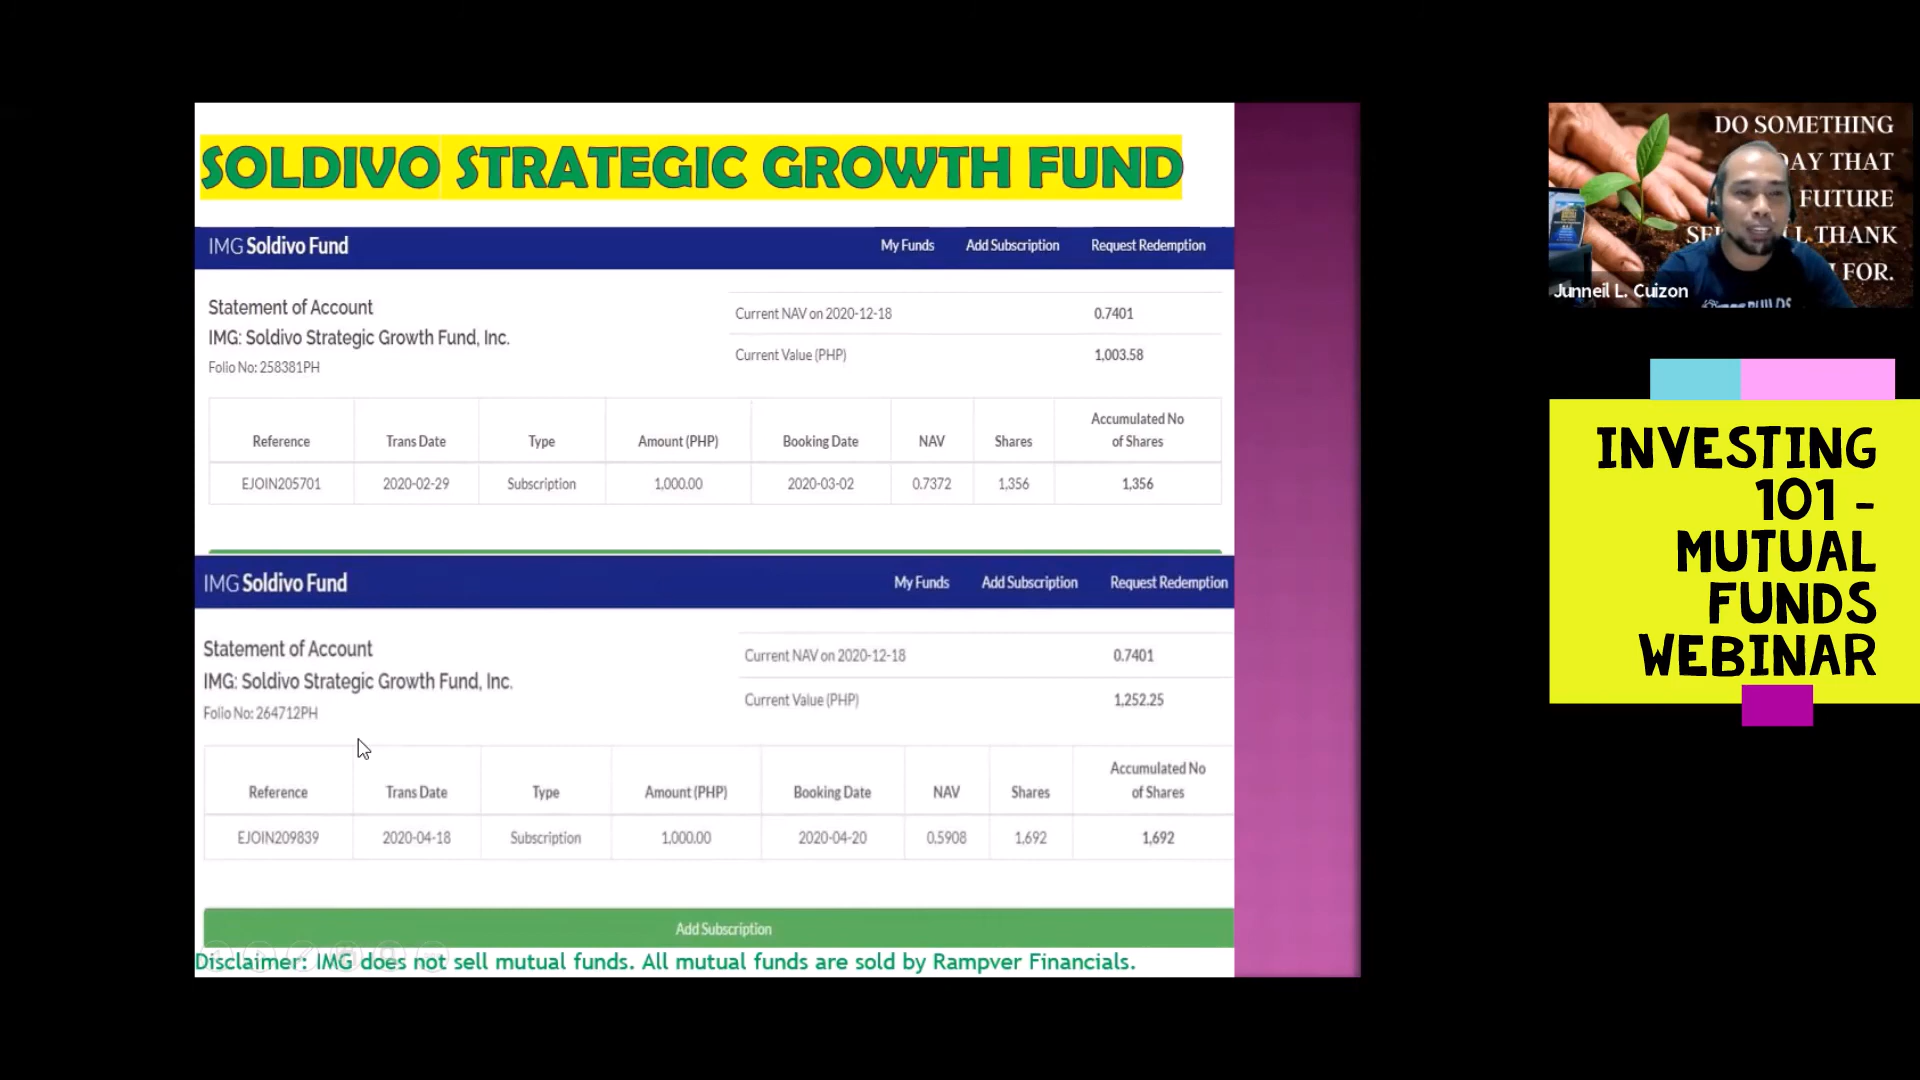 SOLDIVO STRATEGIC GROWTH FUND
IMG Soldivo Fund
My Funds Add Subscription Request Redemption
Statement of Account
IMG: Soldivo Strategic Growth Fund, Inc.
Folio No: 258381PH
Current NAV on 2020-12-18 0.7401
Current Value (PHP) 1,003.58
Reference Trans Date Type Amount (PHP) Booking Date NAV Shares Accumulated No of Shares
EJOIN205701 2020-02-29 Subscription 1,000.00 2020-03-02 0.7372 1,356 1,356
IMG Soldivo Fund
My Funds Add Subscription Request Redemption
Statement of Account
IMG: Soldivo Strategic Growth Fund, Inc.
Folio No: 264712PH
Current NAV on 2020-12-18 0.7401
Current Value (PHP) 1,252.25
Reference Trans Date Type Amount (PHP) Booking Date NAV Shares Accumulated No of Shares
EJOIN209839 2020-04-18 Subscription 1,000.00 2020-04-20 0.5908 1,692 1,692
Add Subscription
Disclaimer: IMG does not sell mutual funds. All mutual funds are sold by Rampver Financials.
DO SOMETHING
THAT
FUTURE
THANK
FOR.
Junneil L. Cuizon
INVESTING
101 -
MUTUAL
FUNDS
WEBINAR